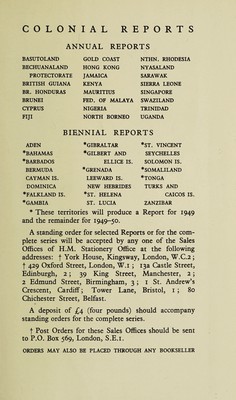 COLONIAL REPORTS
ANNUAL REPORTS
BASUTOLAND GOLD COAST NTHN. RHODESIA
BECHUANALAND HONG KONG NYASALAND
PROTECTORATE JAMAICA SARAWAK
BRITISH GUIANA KENYA SIERRA LEONE
BR. HONDURAS MAURITIUS SINGAPORE
BRUNEI FED. OF MALAYA SWAZILAND
CYPRUS NIGERIA TRINIDAD
FIJI NORTH BORNEO UGANDA
BIENNIAL REPORTS
*ADEN *GIBRALTAR *ST. VINCENT
*BAHAMAS *GILBERT AND SEYCHELLES
*BARBADOS ELLICE IS. SOLOMON IS.
BERMUDA *GRENADA *SOMALILAND
CAYMAN IS. LEEWARD IS. *TONGA
DOMINICA NEW HEBRIDES TURKS AND
*FALKLAND IS. *ST. HELENA CAICOS IS.
*GAMBIA ST. LUCIA ZANZIBAR
* These territories will produce a Report for 1949
and the remainder for 1949–50.
A standing order for selected Reports or for the com-
plete series will be accepted by any one of the Sales
Offices of H.M. Stationery Office at the following
addresses: † York House, Kingsway, London, W.C.2;
† 429 Oxford Street, London, W.1; 13a Castle Street,
Edinburgh, 2; 39 King Street, Manchester, 2;
2 Edmund Street, Birmingham, 3; 1 St. Andrew's
Crescent, Cardiff; Tower Lane, Bristol, 1; 80
Chichester Street, Belfast.
A deposit of £4 (four pounds) should accompany
standing orders for the complete series.
† Post Orders for these Sales Offices should be sent
to P.O. Box 569, London, S.E.1.
ORDERS MAY ALSO BE PLACED THROUGH ANY BOOKSELLER